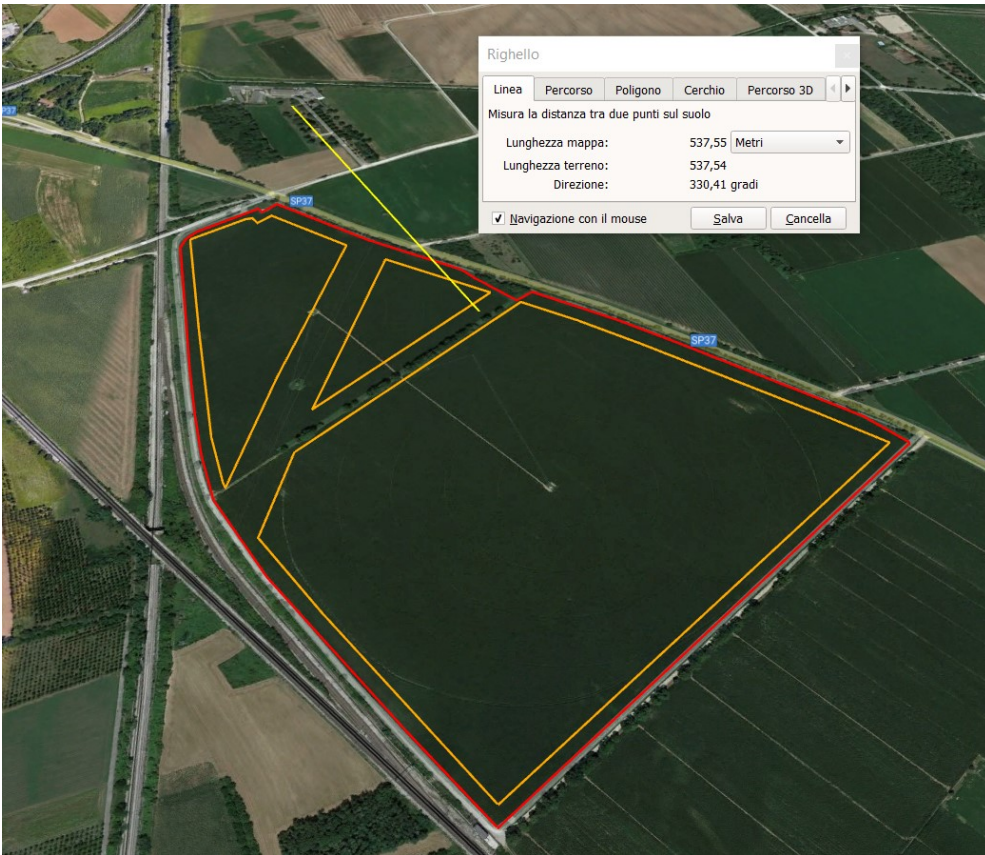 Righello
Linea Percorso Poligono Cerchio Percorso 3D
Misura la distanza tra due punti sul suolo
Lunghezza mappa: 537,55 Metri
Lunghezza terreno: 537,54
Direzione: 330,41 gradi
Navigazione con il mouse Salva Cancella
P37
SP37
SP37